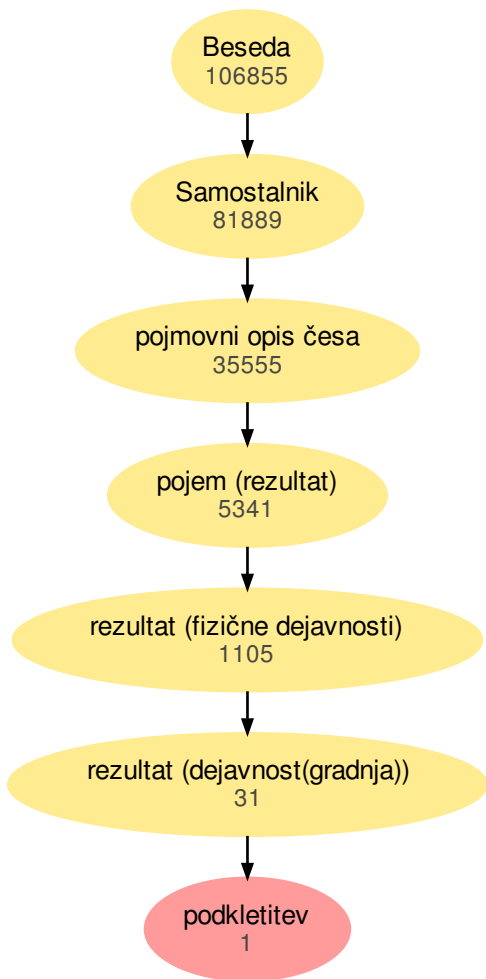 Beseda
106855
Samostalnik
81889
pojmovni opis česa
35555
pojem (rezultat)
5341
rezultat (fizične dejavnosti)
1105
rezultat (dejavnost(gradnja))
31
podkletitev
1